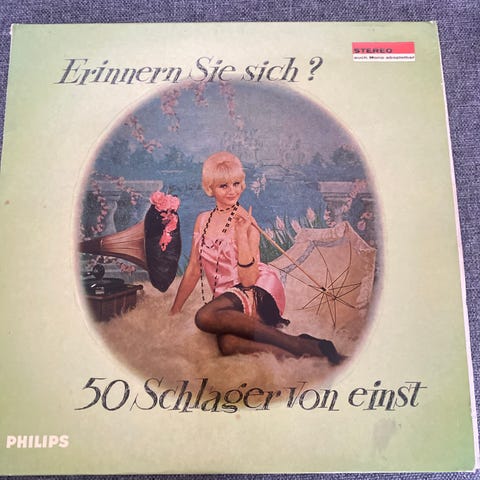 STEREO
auch Mono abspielbar
Erinnern Sie sich?
50 Schlager von einst
PHILIPS